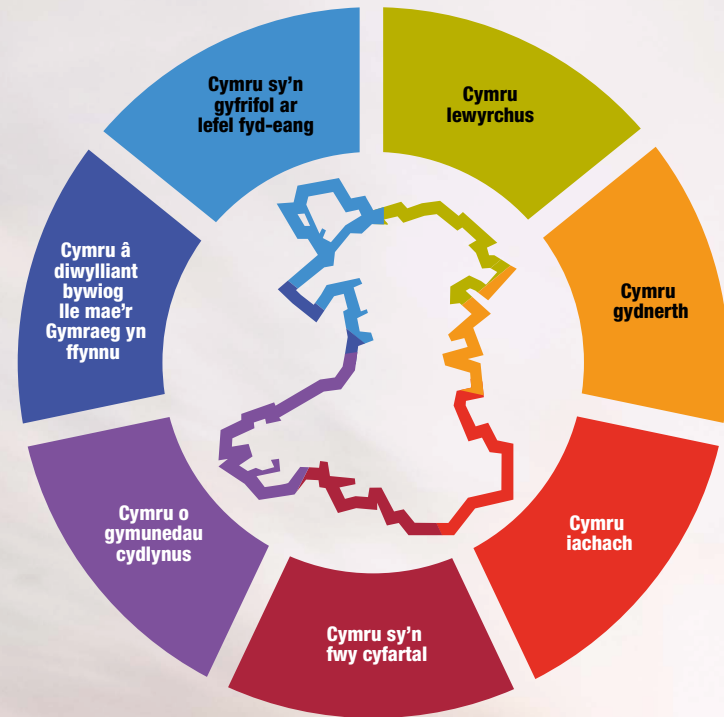 Cymru sy'n
gyfrifol ar
lefel fyd-eang
Cymru
lewyrchus
Cymru
gydnerth
Cymru
iachach
Cymru sy'n
fwy cyfartal
Cymru o
gymunedau
cydlynus
Cymru â
diwylliant
bywiog
lle mae'r
Gymraeg yn
ffynnu